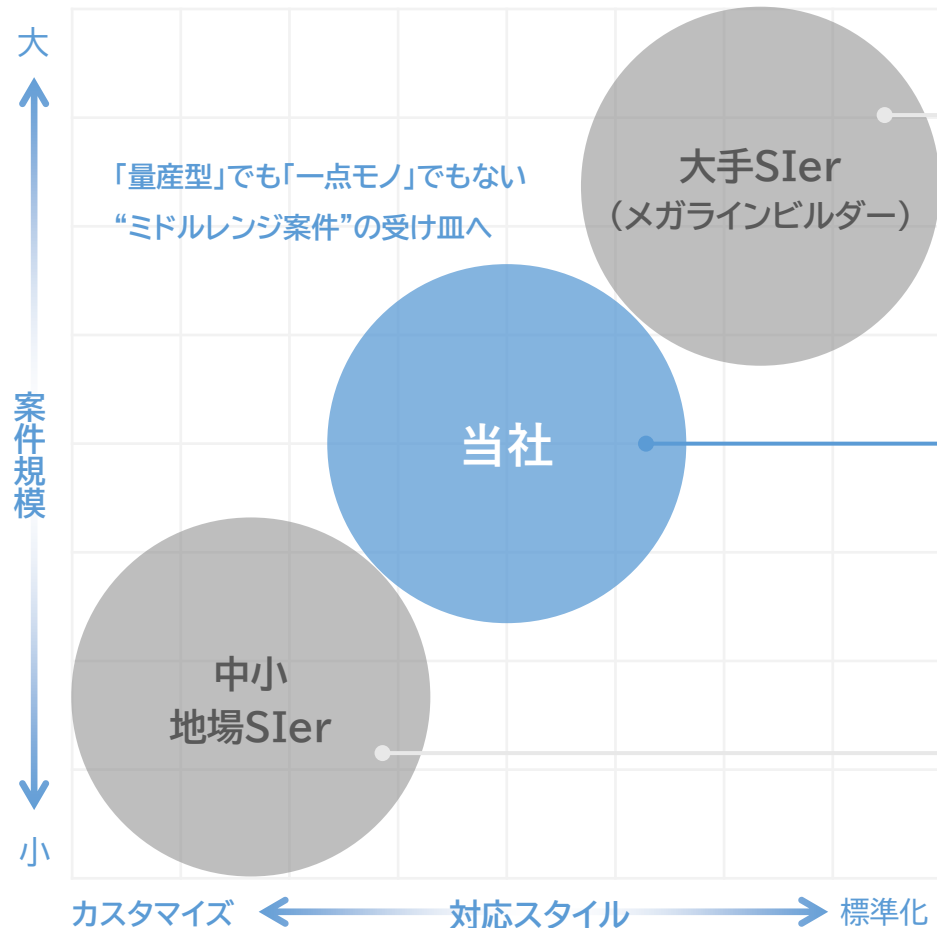 大
「量産型」でも「一点モノ」でもない
“ミドルレンジ案件”の受け皿へ
大手SIer
（メガラインビルダー）
当社
案件規模
中小
地場SIer
小
カスタマイズ
対応スタイル
標準化